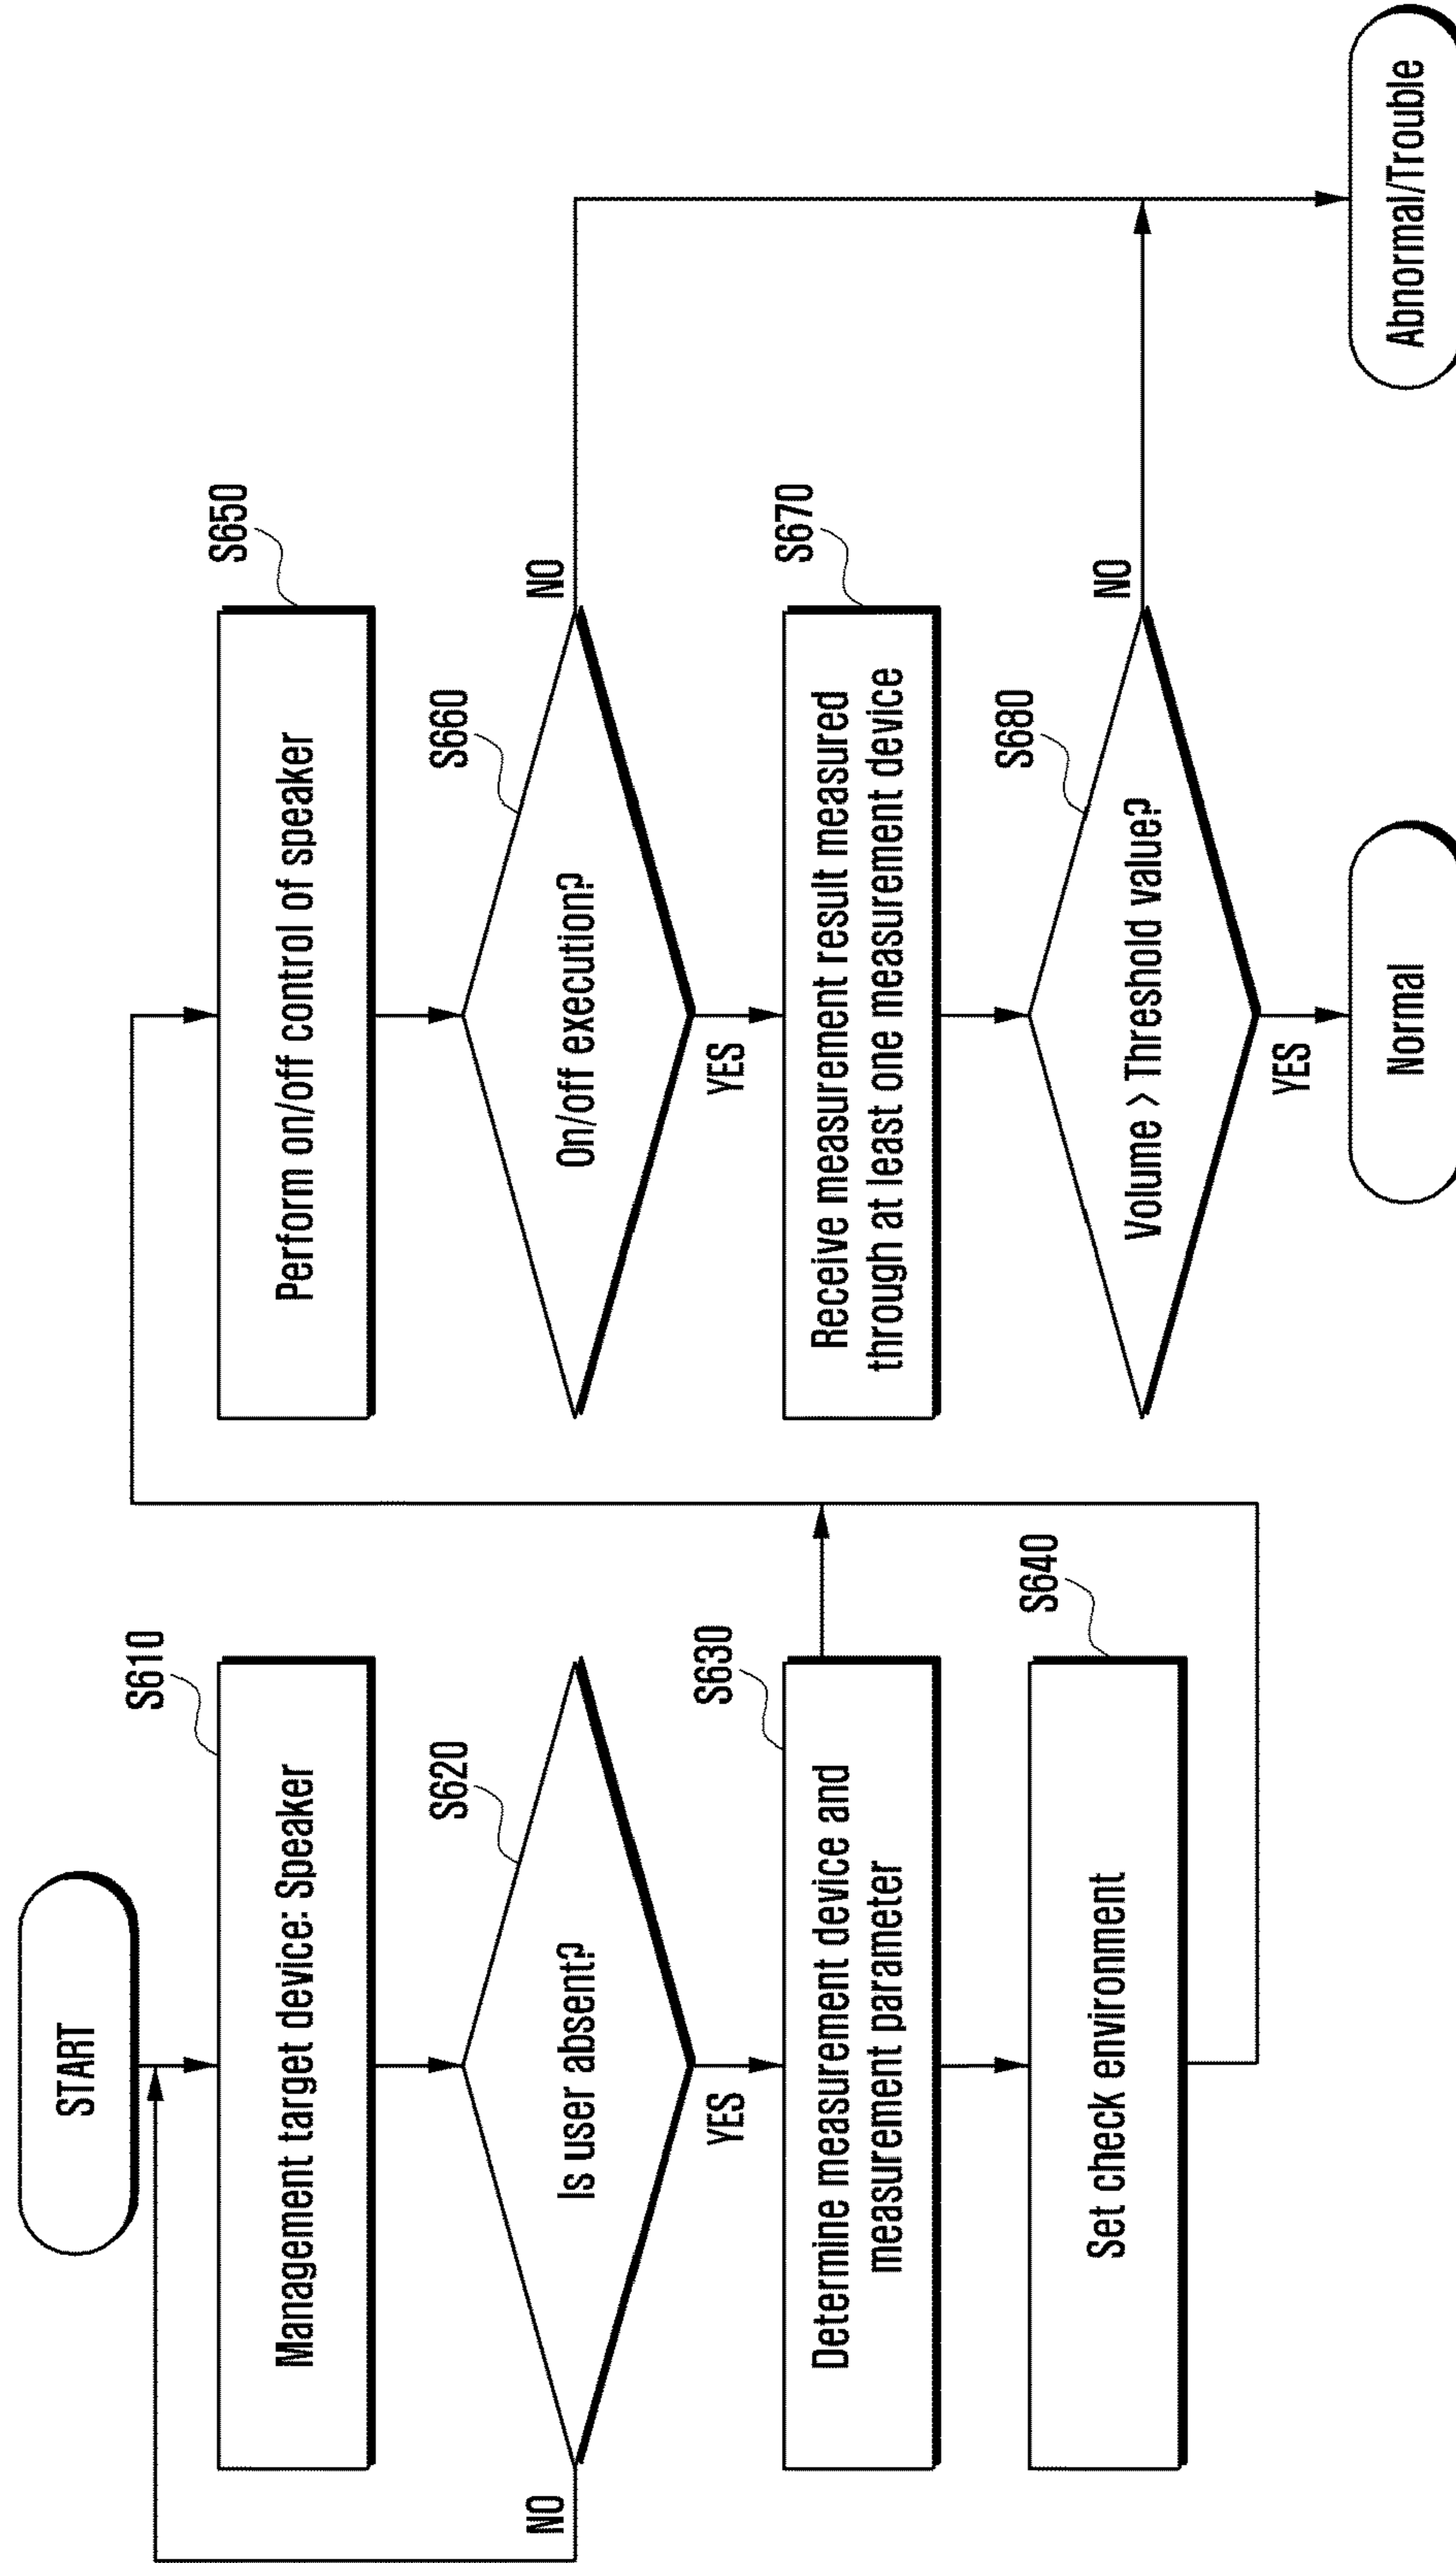 START
S610
Management target device: Speaker
S620
Is user absent?
NO
YES
S630
Determine measurement device and
measurement parameter
S640
Set check environment
S650
Perform on/off control of speaker
S660
On/off execution?
NO
YES
S670
Receive measurement result measured
through at least one measurement device
S680
Volume > Threshold value?
NO
YES
Normal
Abnormal/Trouble